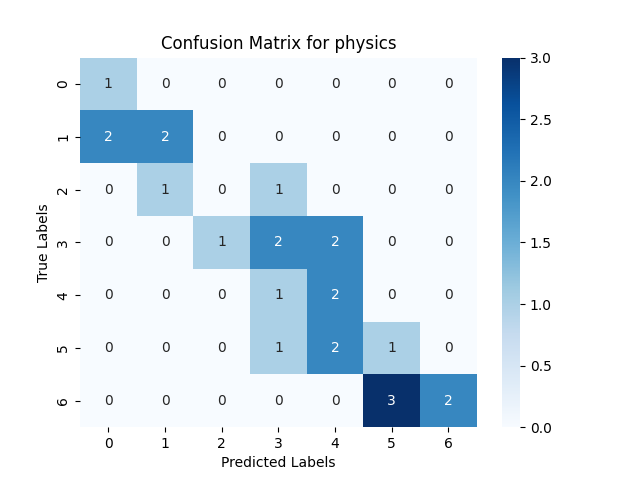 Confusion Matrix for physics
0 1 0 0 0 0 0 0
1 2 2 0 0 0 0 0
2 0 1 0 1 0 0 0
3 0 0 1 2 2 0 0
4 0 0 0 1 2 0 0
5 0 0 0 1 2 1 0
6 0 0 0 0 0 3 2
0 1 2 3 4 5 6
Predicted Labels
True Labels
3.0
2.5
2.0
1.5
1.0
0.5
0.0